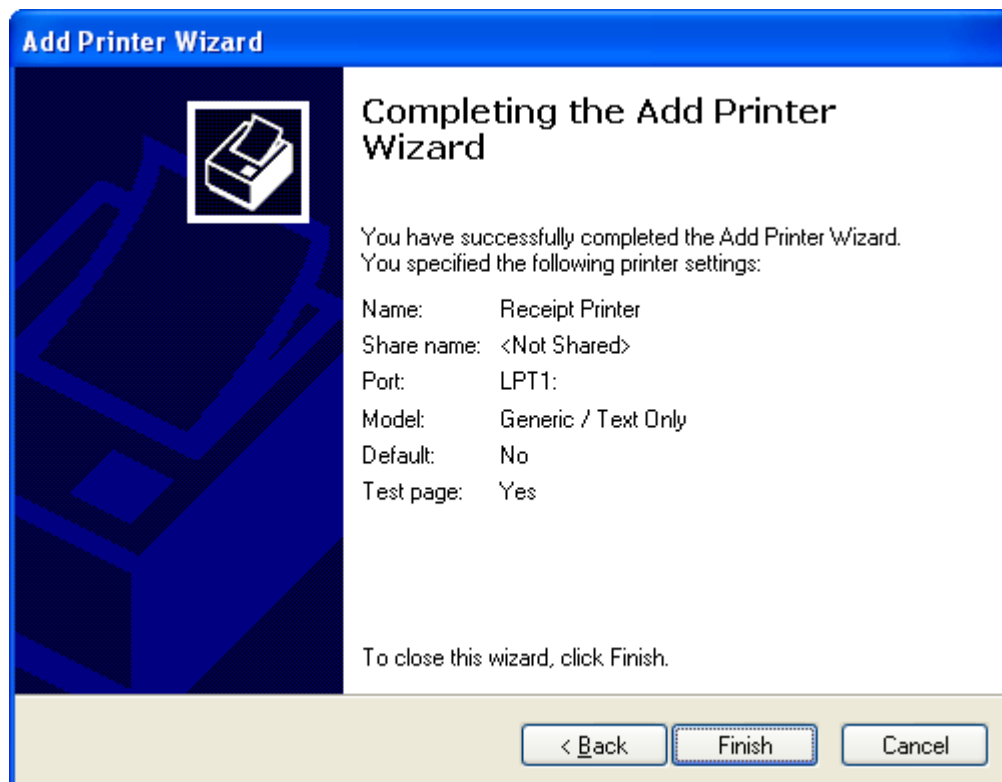 Add Printer Wizard
Completing the Add Printer
Wizard
You have successfully completed the Add Printer Wizard.
You specified the following printer settings:
Name: Receipt Printer
Share name: <Not Shared>
Port: LPT1:
Model: Generic / Text Only
Default: No
Test page: Yes
To close this wizard, click Finish.
< Back Finish Cancel